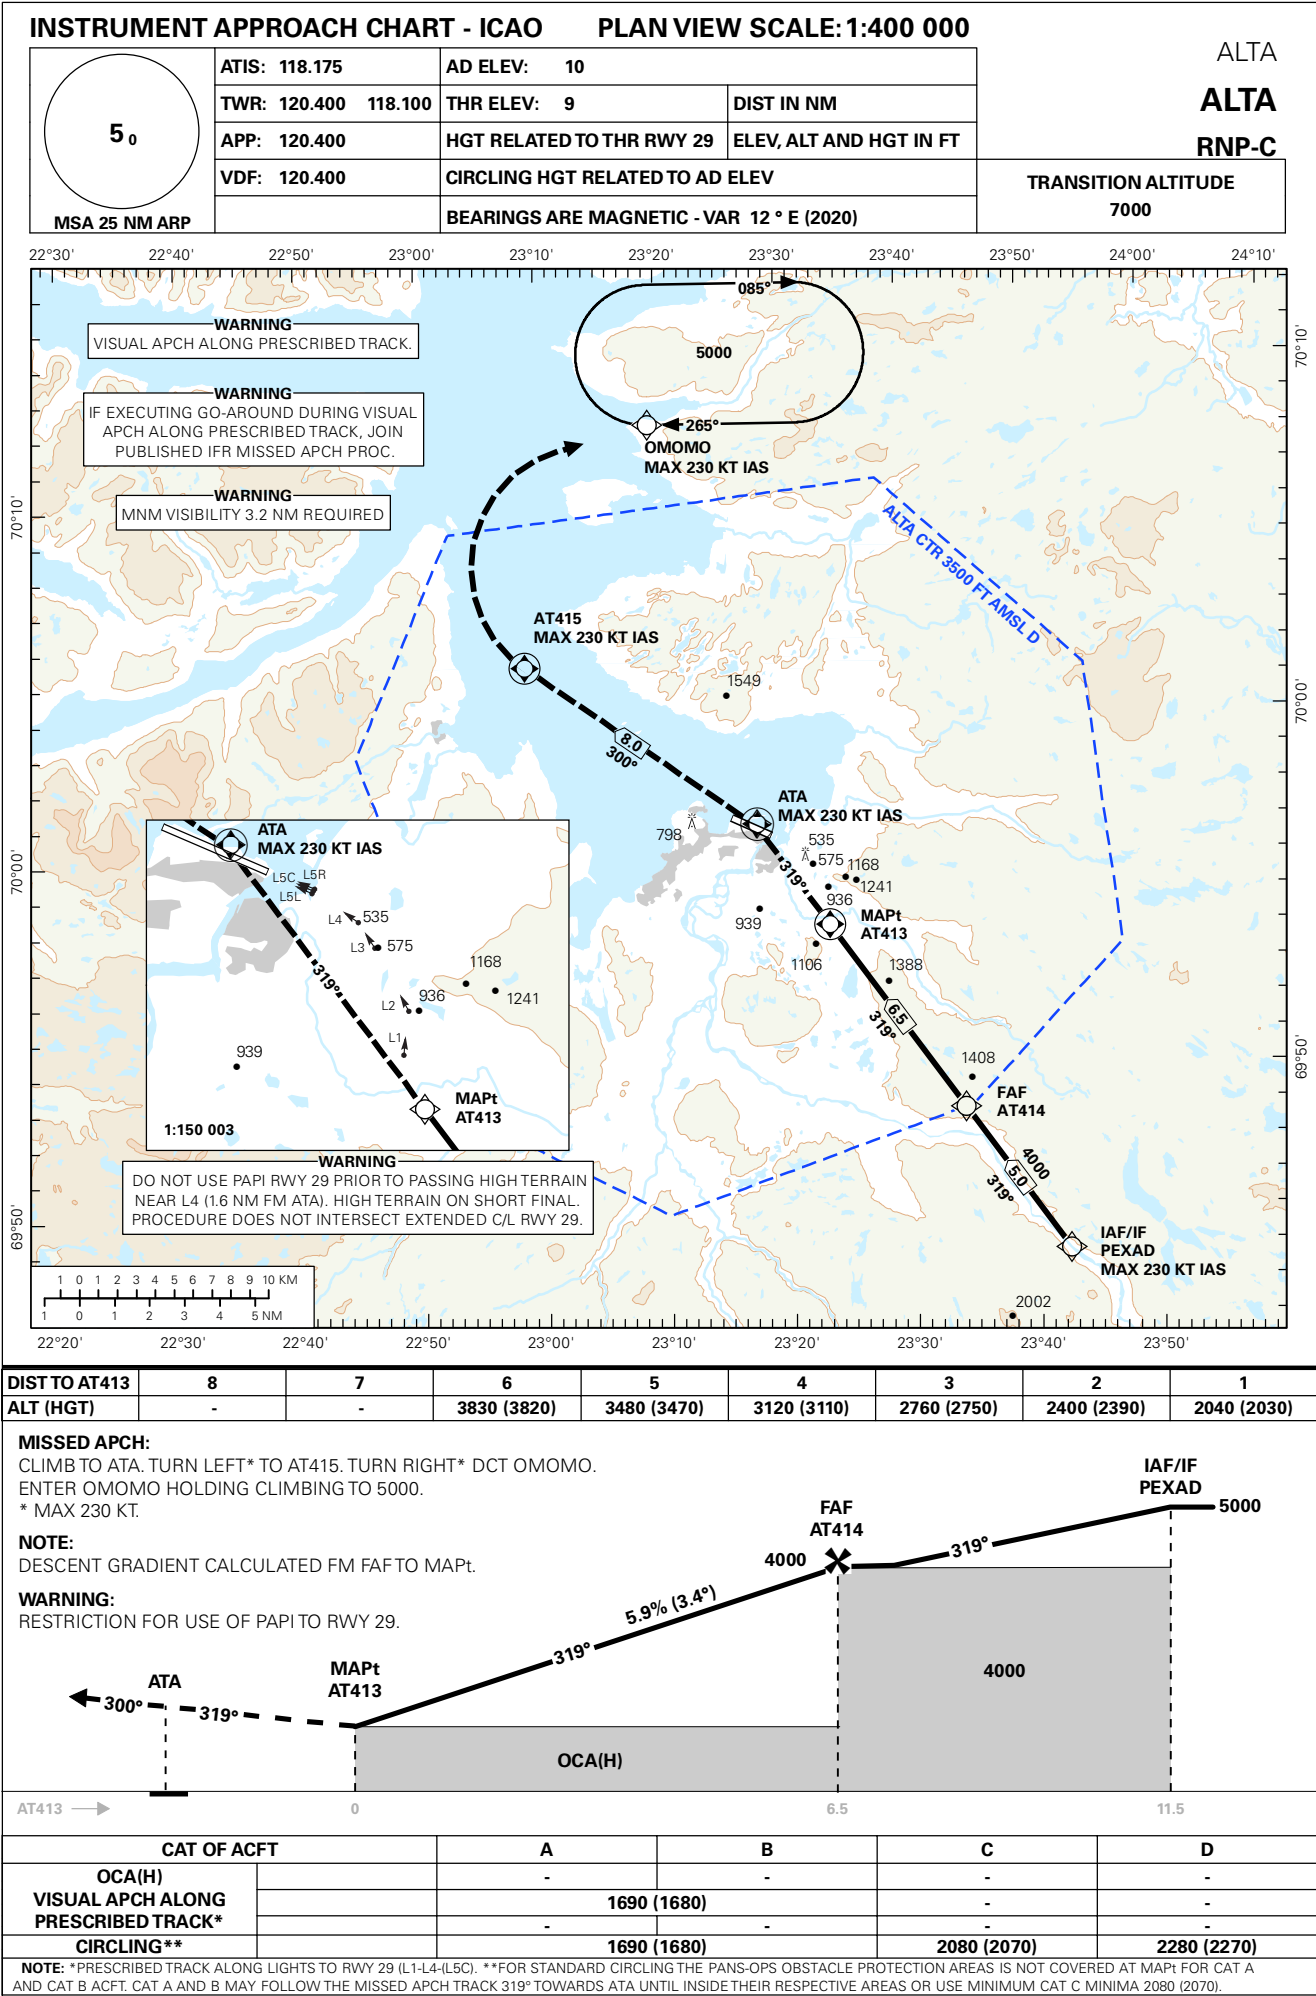 INSTRUMENT APPROACH CHART - ICAO PLAN VIEW SCALE: 1:400 000
ALTA
ALTA
RNP-C
5 0
MSA 25 NM ARP
ATIS: 118.175
AD ELEV: 10
TWR: 120.400 118.100
THR ELEV: 9
DIST IN NM
APP: 120.400
HGT RELATED TO THR RWY 29
ELEV, ALT AND HGT IN FT
VDF: 120.400
CIRCLING HGT RELATED TO AD ELEV
BEARINGS ARE MAGNETIC - VAR 12 ° E (2020)
TRANSITION ALTITUDE
7000
22°30' 22°40' 22°50' 23°00' 23°10' 23°20' 23°30' 23°40' 23°50' 24°00' 24°10'
WARNING
VISUAL APCH ALONG PRESCRIBED TRACK.
WARNING
IF EXECUTING GO-AROUND DURING VISUAL
APCH ALONG PRESCRIBED TRACK, JOIN
PUBLISHED IFR MISSED APCH PROC.
WARNING
MNM VISIBILITY 3.2 NM REQUIRED
085°
5000
265°
OMOMO
MAX 230 KT IAS
70°10'
70°10'
ALTA CTR 3500 FT AMSL D
AT415
MAX 230 KT IAS
1549
70°00'
8.0
300°
ATA
MAX 230 KT IAS
798
535
575
1168
1241
936
319°
939
MAPt
AT413
1106
1388
6.5
319°
1408
FAF
AT414
4000
5.0
319°
IAF/IF
PEXAD
MAX 230 KT IAS
2002
70°00'
69°50'
69°50'
ATA
MAX 230 KT IAS
L5C L5R
L5L
L4 535
L3 575
319°
1168
1241
L2 936
L1
939
MAPt
AT413
1:150 003
WARNING
DO NOT USE PAPI RWY 29 PRIOR TO PASSING HIGH TERRAIN
NEAR L4 (1.6 NM FM ATA). HIGH TERRAIN ON SHORT FINAL.
PROCEDURE DOES NOT INTERSECT EXTENDED C/L RWY 29.
1 0 1 2 3 4 5 6 7 8 9 10 KM
1 0 1 2 3 4 5 NM
22°20' 22°30' 22°40' 22°50' 23°00' 23°10' 23°20' 23°30' 23°40' 23°50'
DIST TO AT413 8 7 6 5 4 3 2 1
ALT (HGT) - - 3830 (3820) 3480 (3470) 3120 (3110) 2760 (2750) 2400 (2390) 2040 (2030)
MISSED APCH:
CLIMB TO ATA. TURN LEFT* TO AT415. TURN RIGHT* DCT OMOMO.
ENTER OMOMO HOLDING CLIMBING TO 5000.
* MAX 230 KT.
NOTE:
DESCENT GRADIENT CALCULATED FM FAF TO MAPt.
WARNING:
RESTRICTION FOR USE OF PAPI TO RWY 29.
IAF/IF
PEXAD
5000
FAF
AT414
4000
319°
5.9% (3.4°)
319°
MAPt
AT413
ATA
300° 319°
4000
OCA(H)
AT413 0 6.5 11.5
CAT OF ACFT A B C D
OCA(H) - - - -
VISUAL APCH ALONG 1690 (1680) - -
PRESCRIBED TRACK* - - - -
CIRCLING** 1690 (1680) 2080 (2070) 2280 (2270)
NOTE: *PRESCRIBED TRACK ALONG LIGHTS TO RWY 29 (L1-L4-(L5C). **FOR STANDARD CIRCLING THE PANS-OPS OBSTACLE PROTECTION AREAS IS NOT COVERED AT MAPt FOR CAT A
AND CAT B ACFT. CAT A AND B MAY FOLLOW THE MISSED APCH TRACK 319° TOWARDS ATA UNTIL INSIDE THEIR RESPECTIVE AREAS OR USE MINIMUM CAT C MINIMA 2080 (2070).